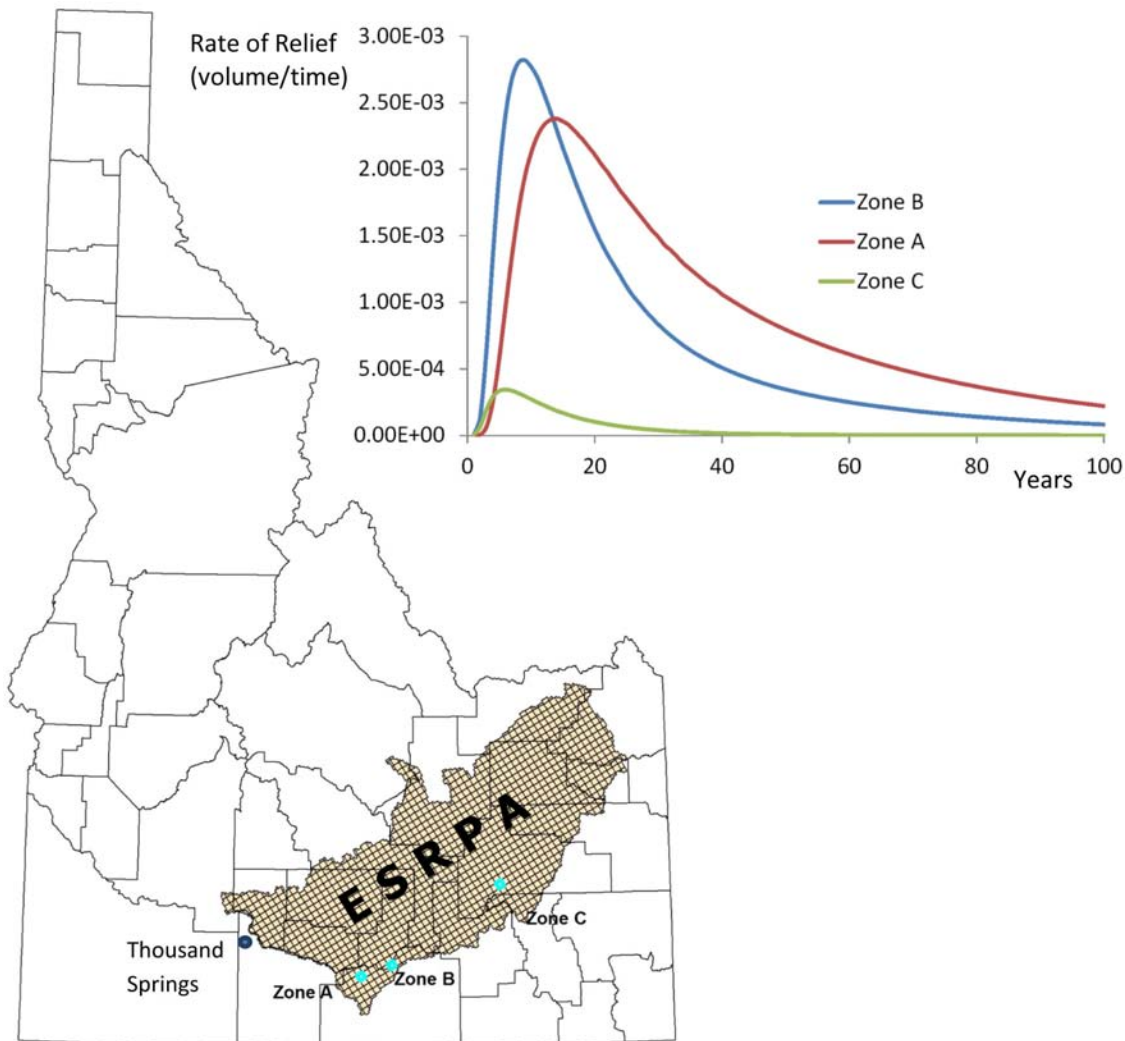 Rate of Relief
(volume/time)
3.00E-03
2.50E-03
2.00E-03
1.50E-03
1.00E-03
5.00E-04
0.00E+00
0 20 40 60 80 100
Years
Zone B
Zone A
Zone C
ESRPA
Zone C
Thousand
Springs
Zone A
Zone B